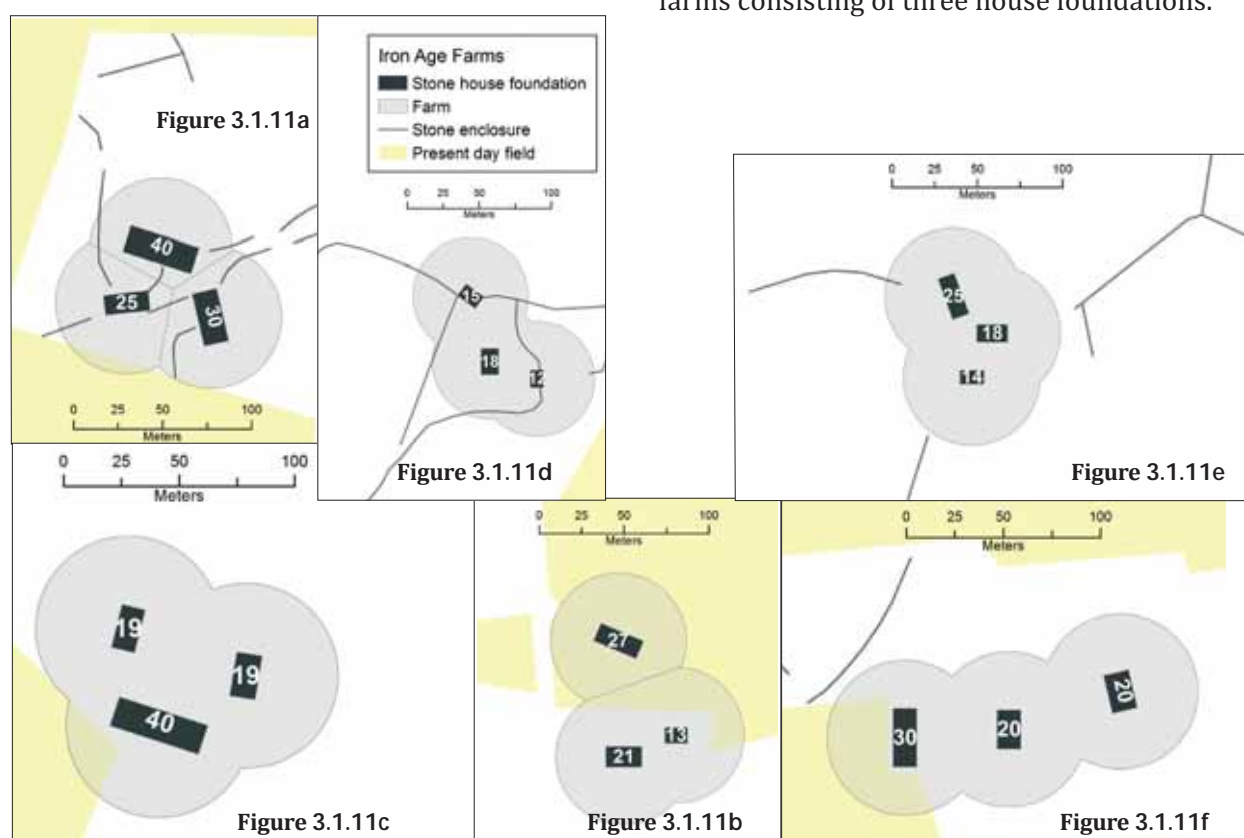 farms consisting of three house foundations.
Figure 3.1.11a
40
25
30
0 25 50 100
Meters
Iron Age Farms
Stone house foundation
Farm
Stone enclosure
Present day field
0 25 50 100
Meters
15
18
12
Figure 3.1.11d
0 25 50 100
Meters
25
18
14
Figure 3.1.11e
0 25 50 100
Meters
19
19
40
Figure 3.1.11c
0 25 50 100
Meters
27
21
13
Figure 3.1.11b
0 25 50 100
Meters
30
20
20
Figure 3.1.11f